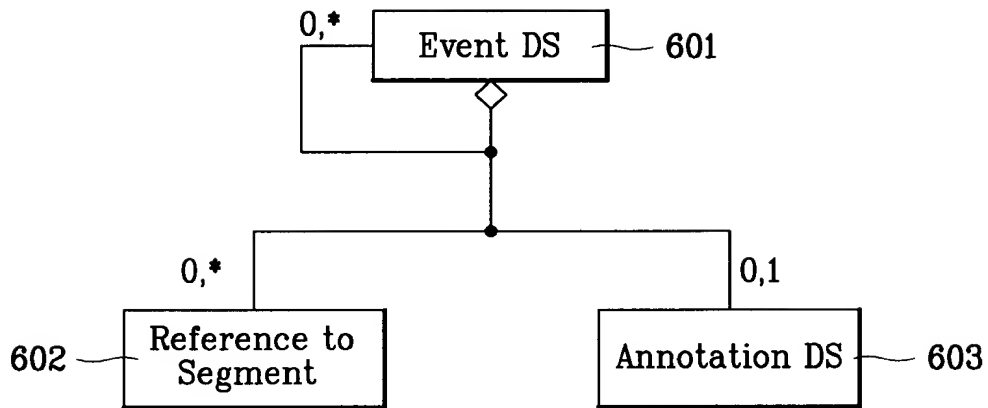 0,*
Event DS
601
0,*
0,1
602
Reference to
Segment
Annotation DS
603